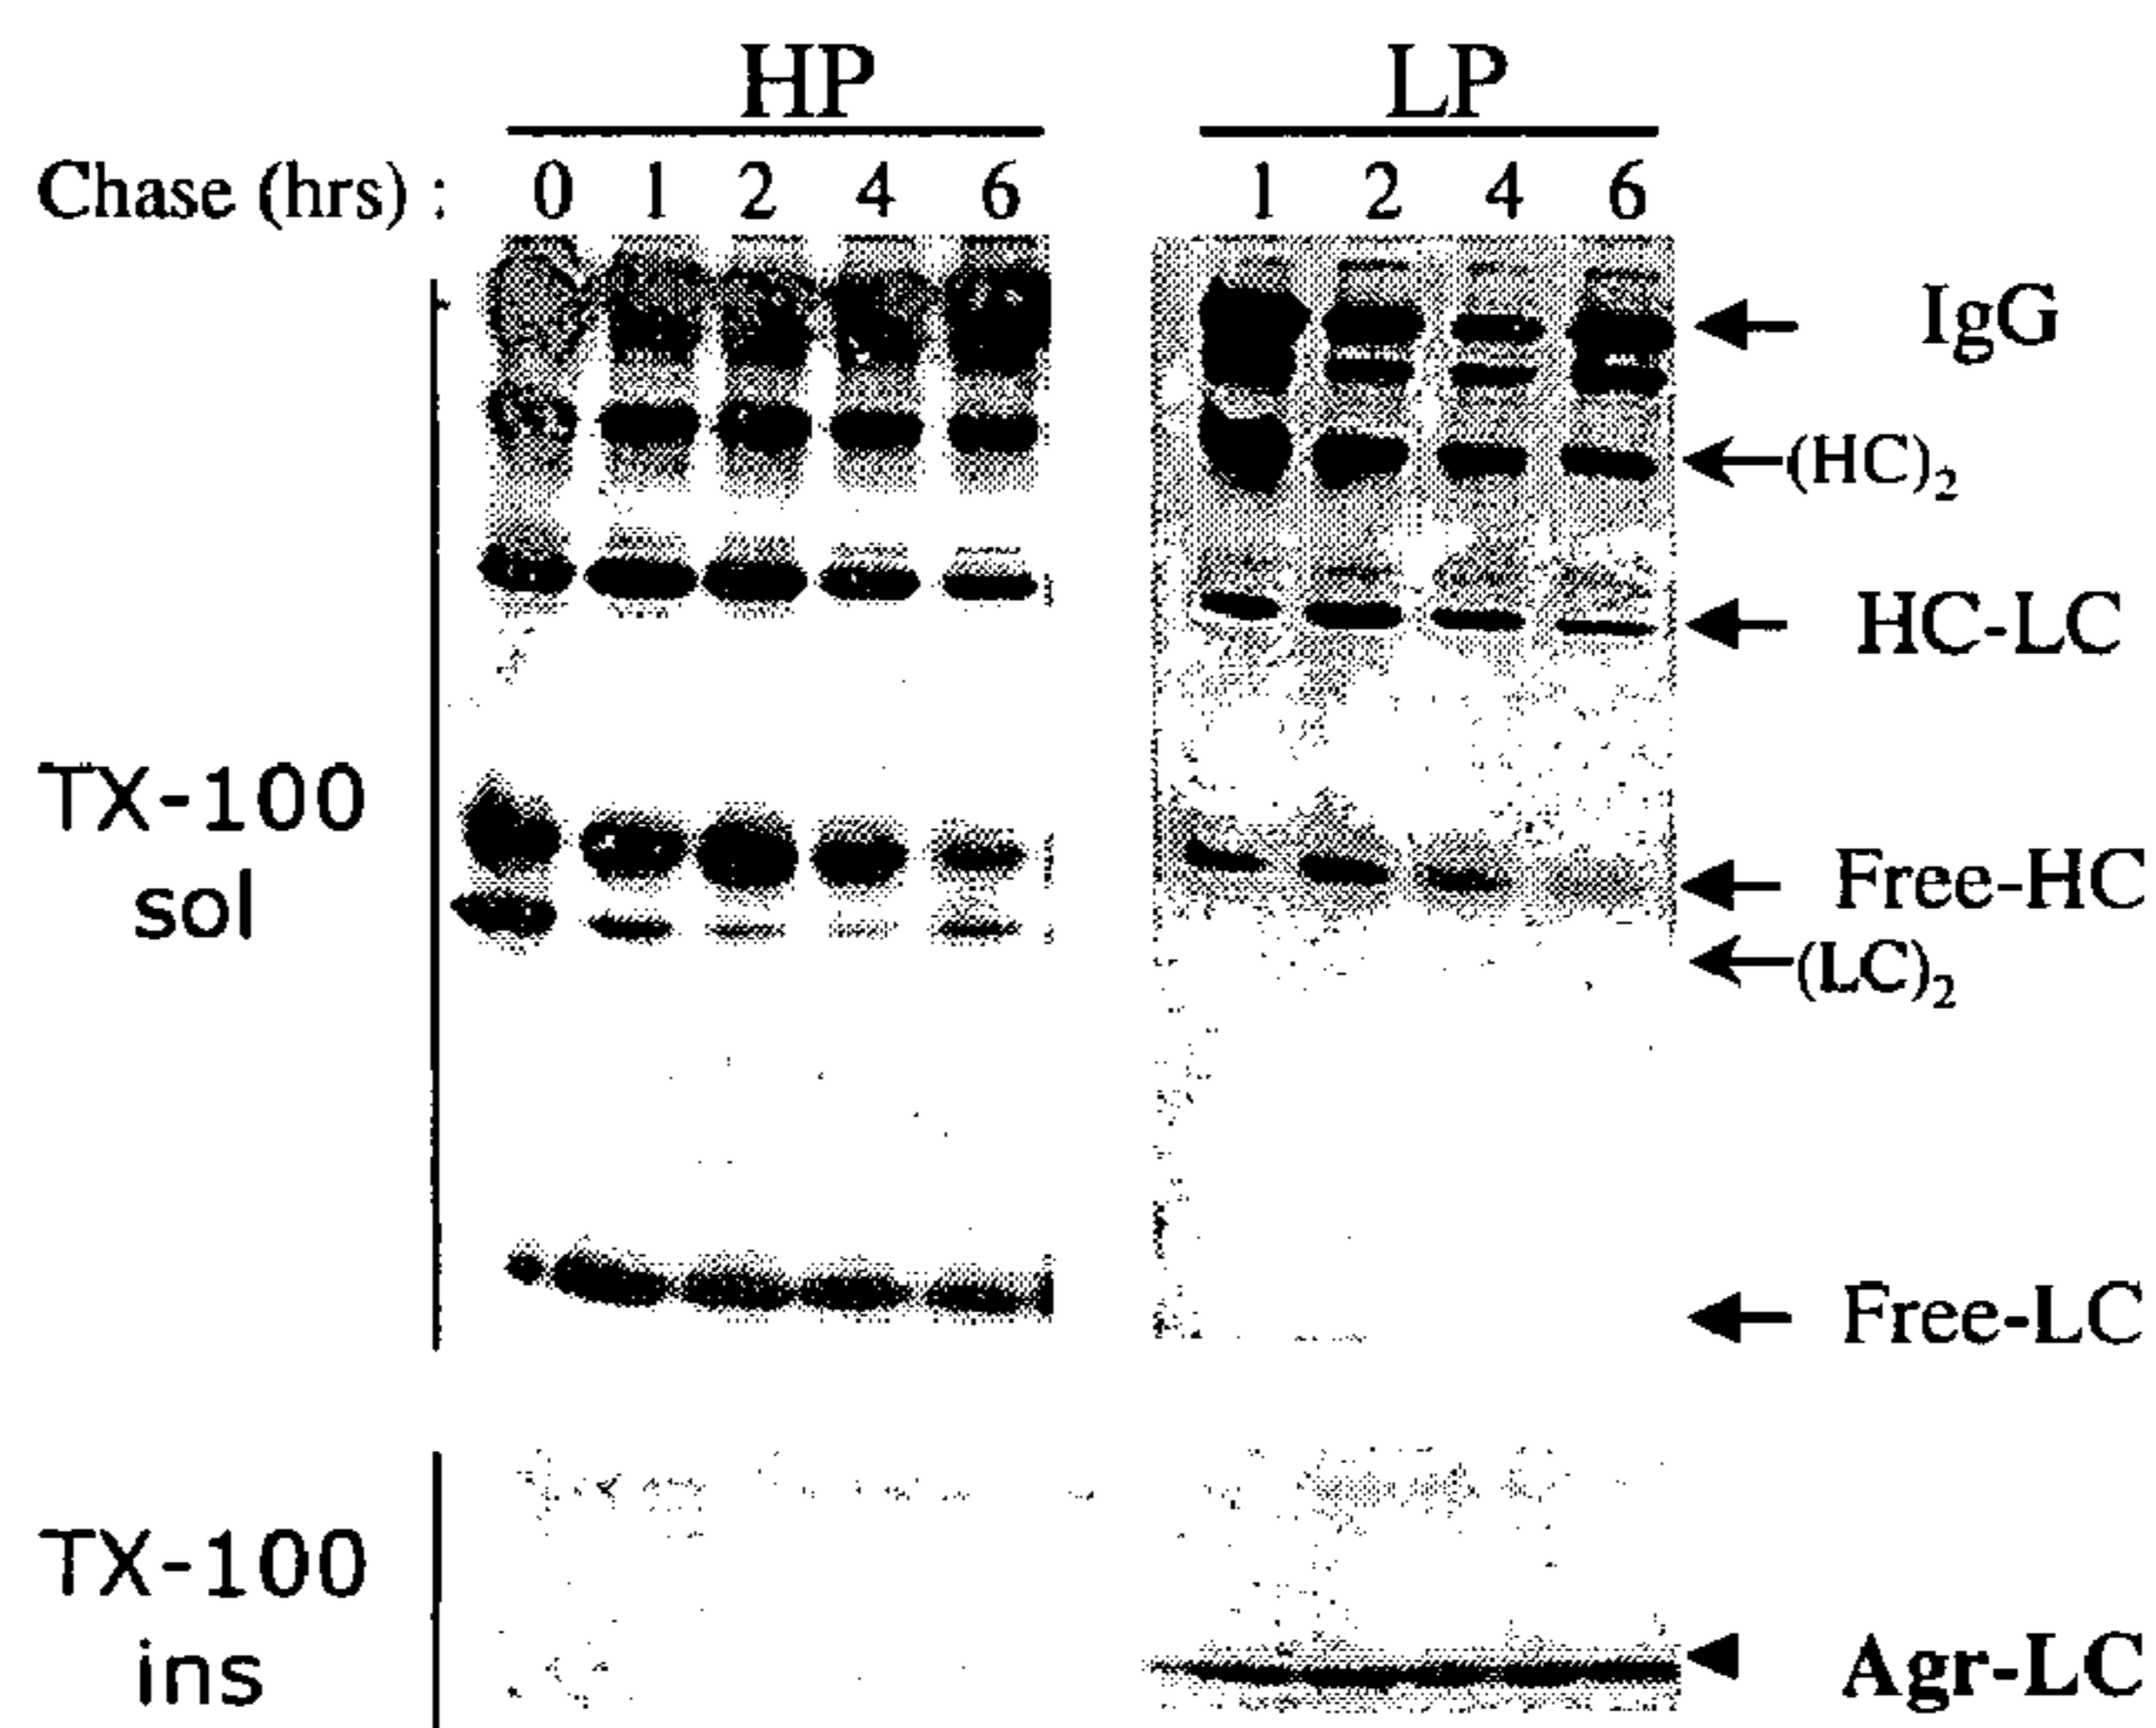 HP LP
Chase (hrs) : 0 1 2 4 6 1 2 4 6
IgG
(HC)2
HC-LC
TX-100
sol
Free-HC
(LC)2
Free-LC
TX-100
ins
Agr-LC